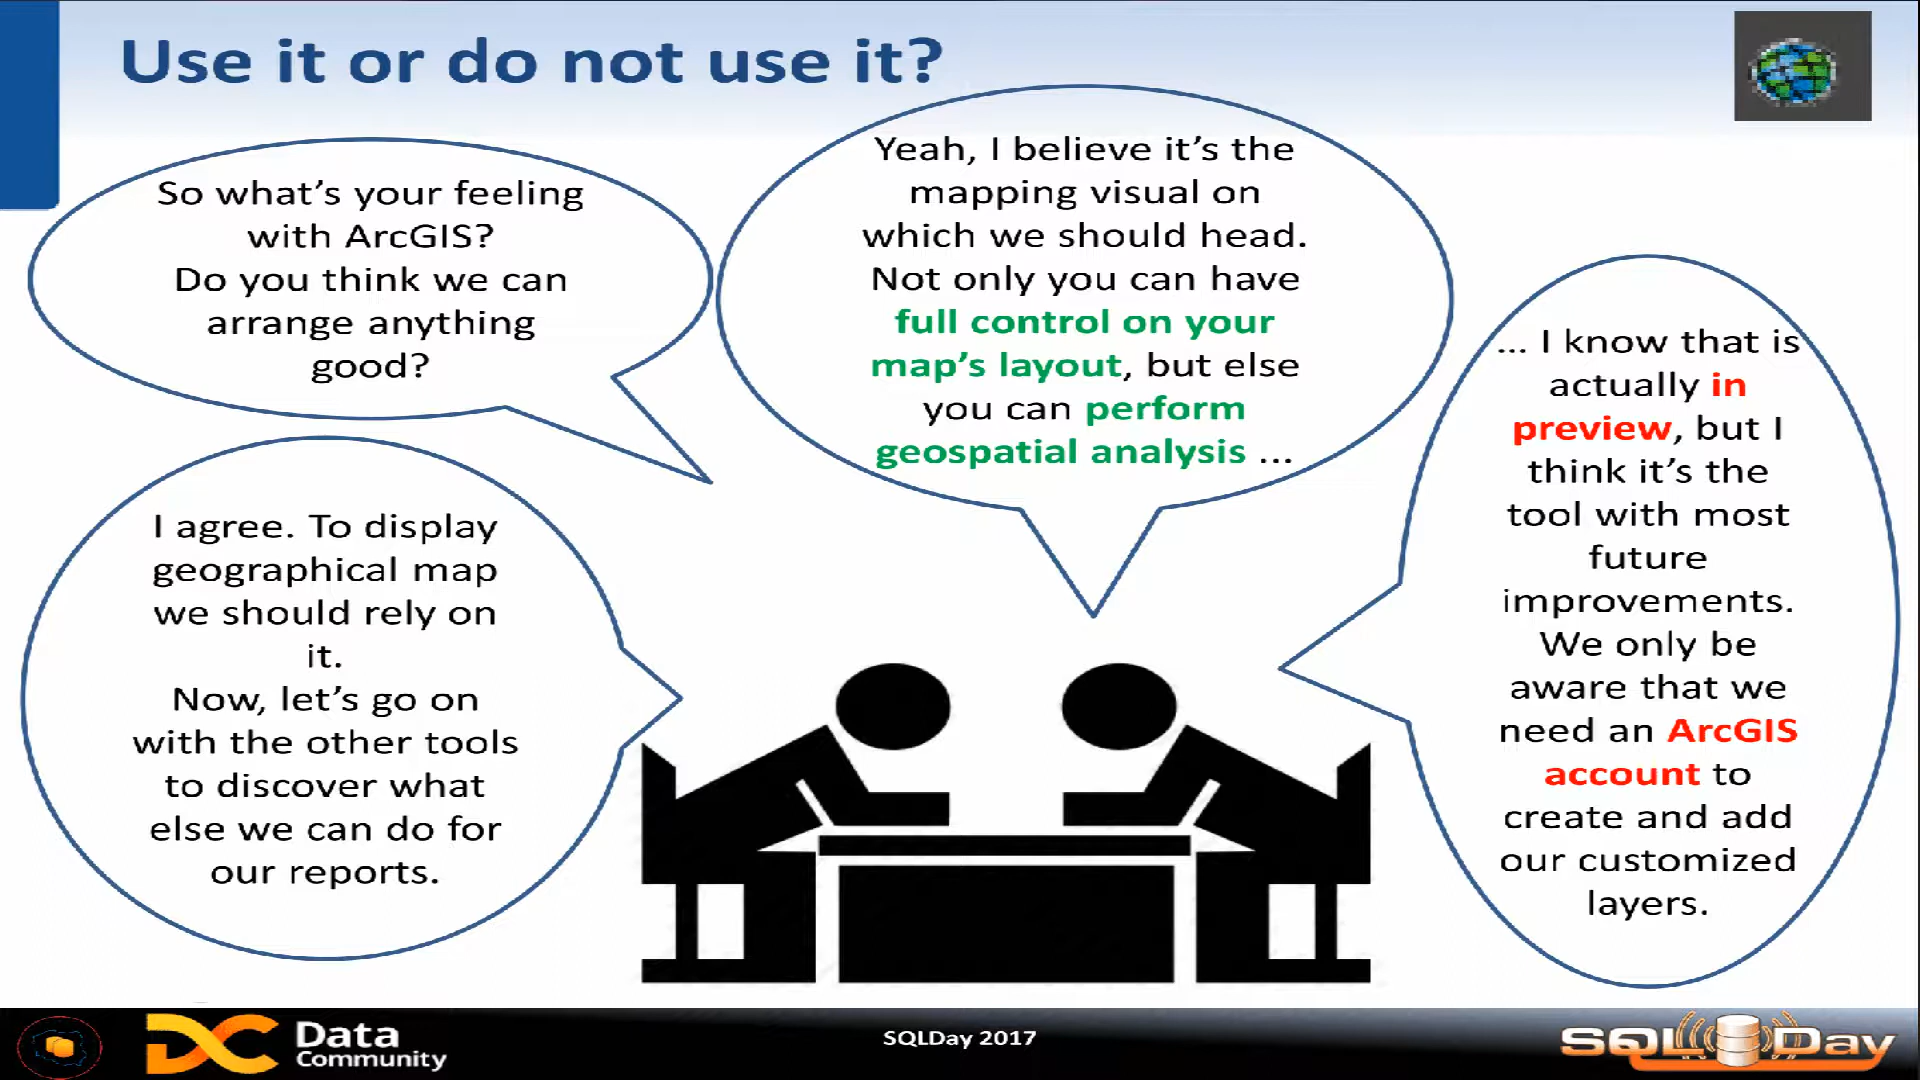 Use it or do not use it?
So what’s your feeling
with ArcGIS?
Do you think we can
arrange anything
good?
Yeah, I believe it’s the
mapping visual on
which we should head.
Not only you can have
full control on your
map’s layout, but else
you can perform
geospatial analysis ...
... I know that is
actually in
preview, but I
think it’s the
tool with most
future
improvements.
We only be
aware that we
need an ArcGIS
account to
create and add
our customized
layers.
I agree. To display
geographical map
we should rely on
it.
Now, let’s go on
with the other tools
to discover what
else we can do for
our reports.
DC Data
Community
SQLDay 2017
SQL Day